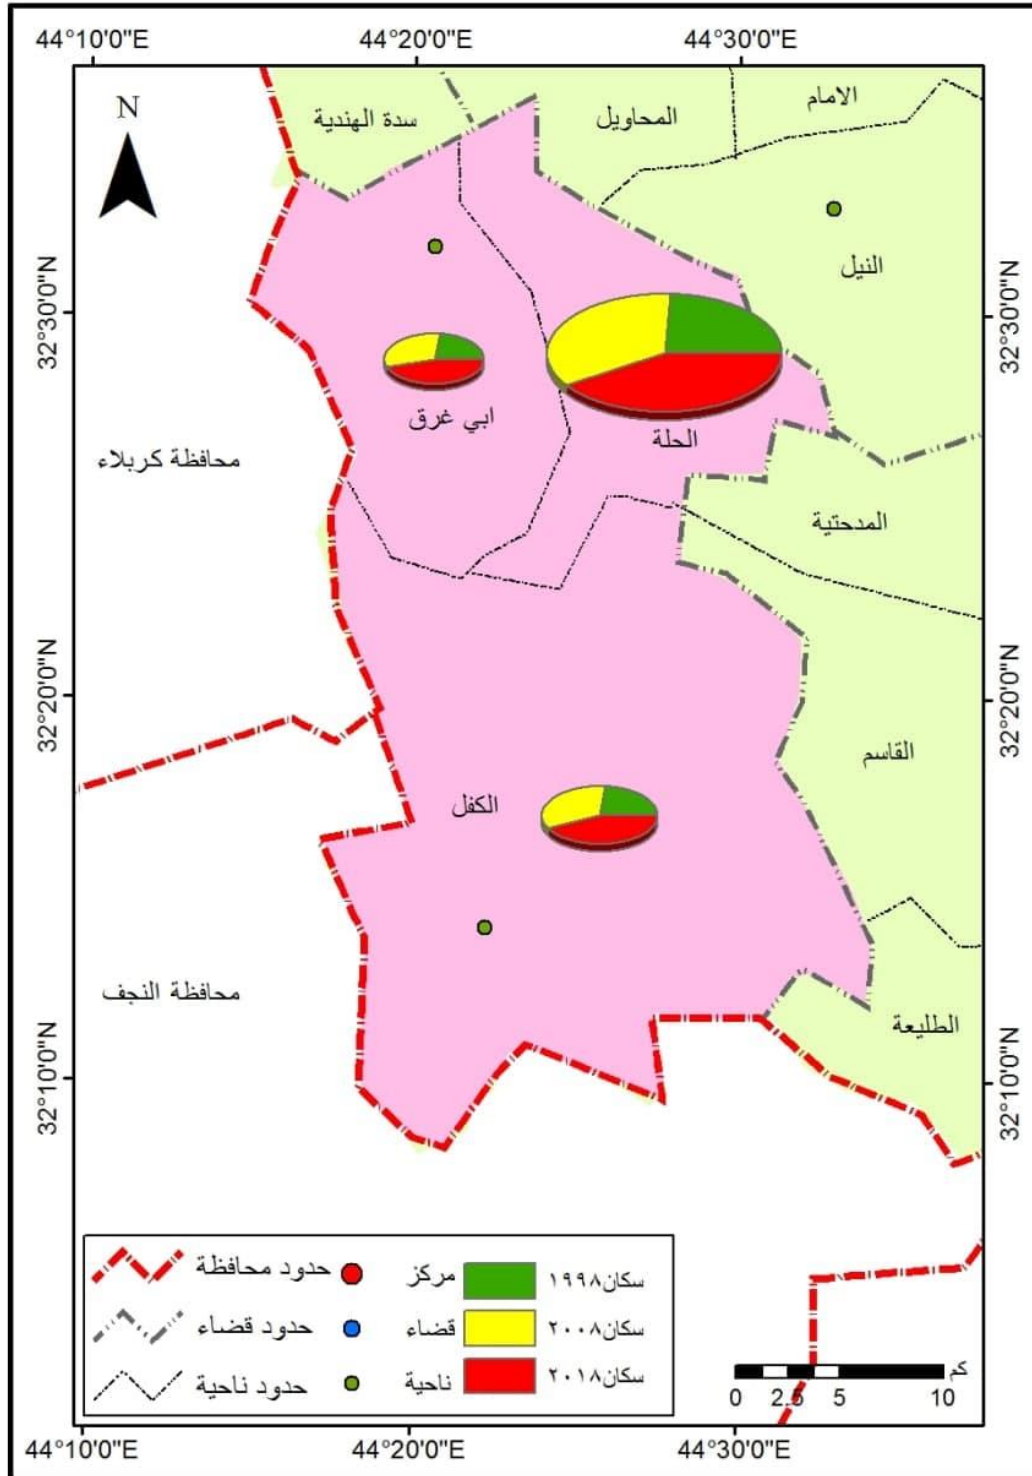 44°10'0"E 44°20'0"E 44°30'0"E
N
سدة الهندية
المحاويل
الامام
النيل
32°30'0"N
32°30'0"N
ابي غرق
الحلة
محافظة كربلاء
المدحتية
32°20'0"N
32°20'0"N
القاسم
الكفل
محافظة النجف
الطليعة
32°10'0"N
32°10'0"N
حدود محافظة
مركز
سكان١٩٩٨
حدود قضاء
قضاء
سكان٢٠٠٨
حدود ناحية
ناحية
سكان٢٠١٨
كم
0 2.5 5 10
44°10'0"E 44°20'0"E 44°30'0"E